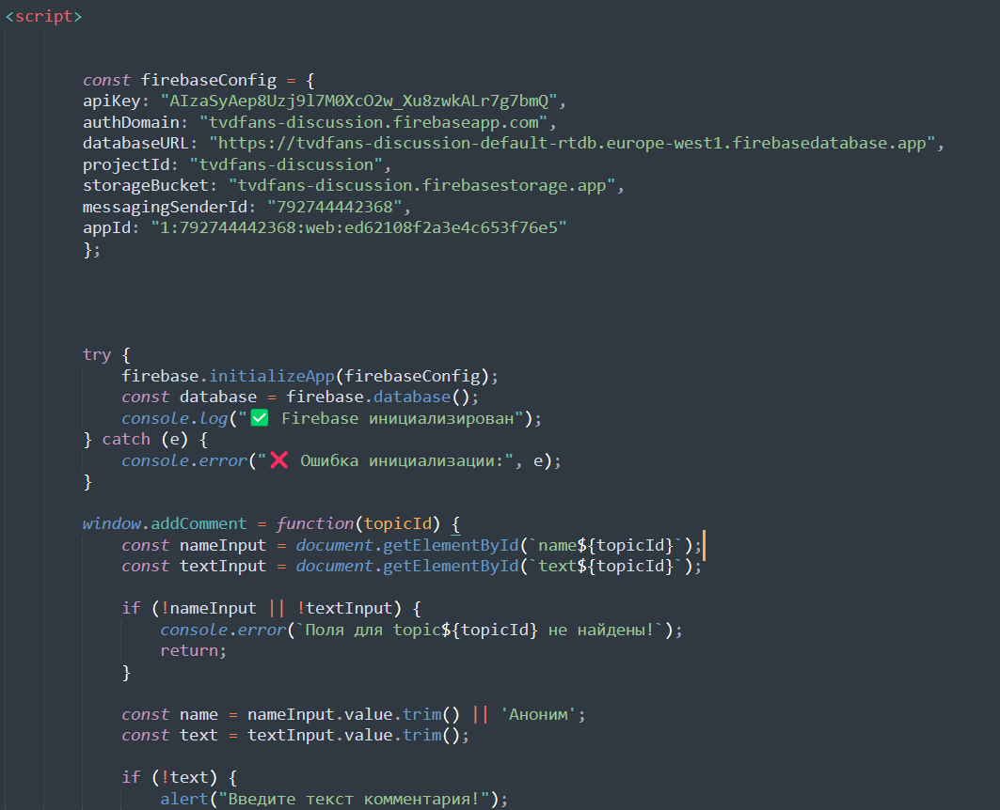 <script>
const firebaseConfig = {
apiKey: "AIzaSyAep8Uzj9l7M0XcO2w_Xu8zwkALr7g7bmQ",
authDomain: "tvdfans-discussion.firebaseapp.com",
databaseURL: "https://tvdfans-discussion-default-rtdb.europe-west1.firebasedatabase.app",
projectId: "tvdfans-discussion",
storageBucket: "tvdfans-discussion.firebasestorage.app",
messagingSenderId: "792744442368",
appId: "1:792744442368:web:ed62108f2a3e4c653f76e5"
};
try {
firebase.initializeApp(firebaseConfig);
const database = firebase.database();
console.log("✅ Firebase инициализирован");
} catch (e) {
console.error("❌ Ошибка инициализации:", e);
}
window.addComment = function(topicId) {
const nameInput = document.getElementById(`name${topicId}`);
const textInput = document.getElementById(`text${topicId}`);
if (!nameInput || !textInput) {
console.error(`Поля для topic${topicId} не найдены!`);
return;
}
const name = nameInput.value.trim() || 'Аноним';
const text = textInput.value.trim();
if (!text) {
alert("Введите текст комментария!");